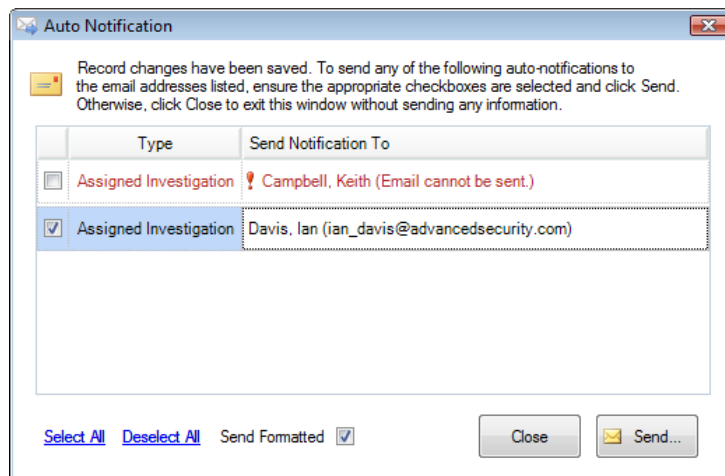 Auto Notification
Record changes have been saved. To send any of the following auto-notifications to
the email addresses listed, ensure the appropriate checkboxes are selected and click Send.
Otherwise, click Close to exit this window without sending any information.
Type Send Notification To
Assigned Investigation Campbell, Keith (Email cannot be sent.)
Assigned Investigation Davis, Ian (ian_davis@advancedsecurity.com)
Select All Deselect All Send Formatted Close Send...